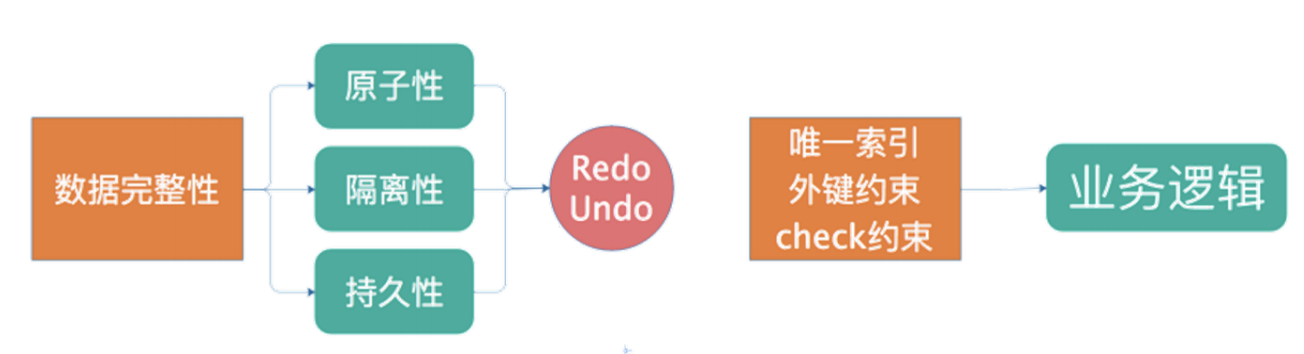 数据完整性
原子性
隔离性
持久性
Redo
Undo
唯一索引
外键约束
check约束
业务逻辑